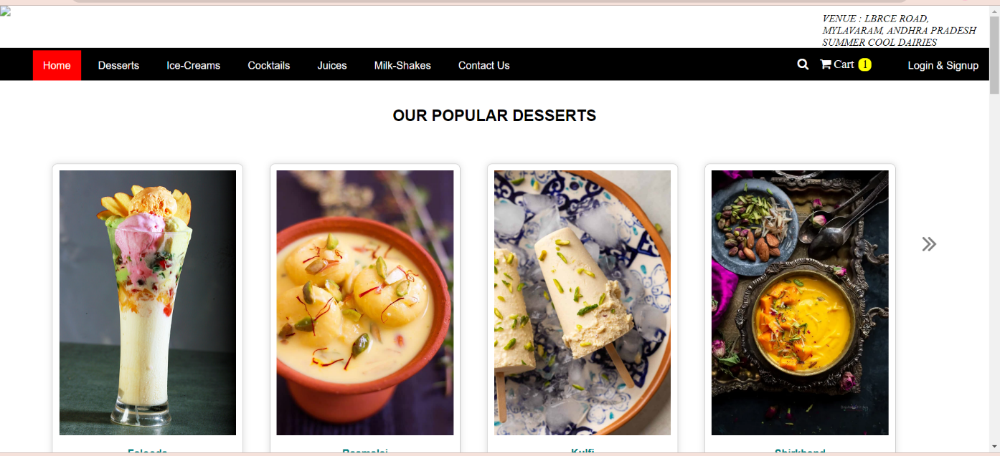 VENUE : LBRCE ROAD,
MYLAVARAM, ANDHRA PRADESH
SUMMER COOL DAIRIES
Home Desserts Ice-Creams Cocktails Juices Milk-Shakes Contact Us Cart 1 Login & Signup
OUR POPULAR DESSERTS
Falooda Rasmalai Kulfi Shirkhand